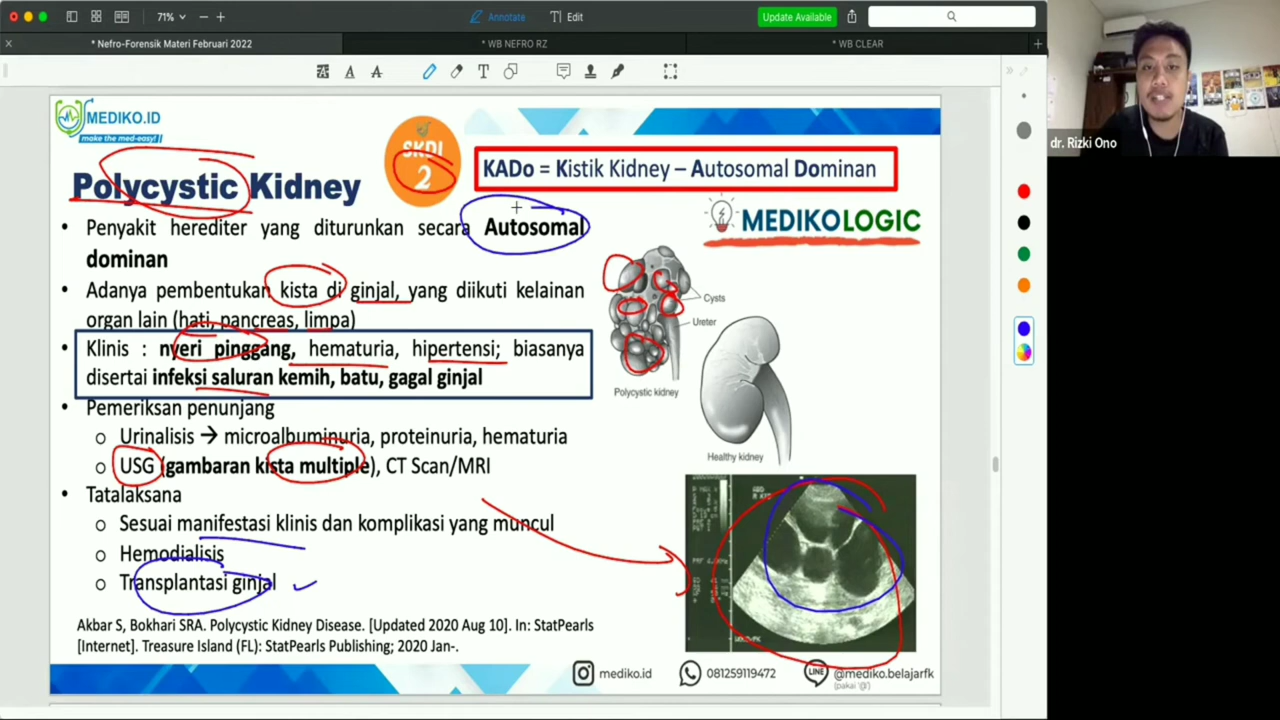 71%
Annotate
Edit
Update Available
* Nefro-Forensik Materi Februari 2022
* WB NEFRO RZ
* WB CLEAR
MEDIKO.ID
make the med-easy!
SKDI
2
KADo = Kistik Kidney – Autosomal Dominan
dr. Rizki Ono
Polycystic Kidney
MEDIKOLOGIC
• Penyakit herediter yang diturunkan secara Autosomal
dominan
• Adanya pembentukan kista di ginjal, yang diikuti kelainan
organ lain (hati, pancreas, limpa)
• Klinis : nyeri pinggang, hematuria, hipertensi; biasanya
disertai infeksi saluran kemih, batu, gagal ginjal
• Pemeriksan penunjang
o Urinalisis → microalbuminuria, proteinuria, hematuria
o USG (gambaran kista multiple), CT Scan/MRI
• Tatalaksana
o Sesuai manifestasi klinis dan komplikasi yang muncul
o Hemodialisis
o Transplantasi ginjal
Cysts
Ureter
Polycystic kidney
Healthy kidney
Akbar S, Bokhari SRA. Polycystic Kidney Disease. [Updated 2020 Aug 10]. In: StatPearls
[Internet]. Treasure Island (FL): StatPearls Publishing; 2020 Jan-.
mediko.id
081259119472
LINE
@mediko.belajarfk
(pakai '@')